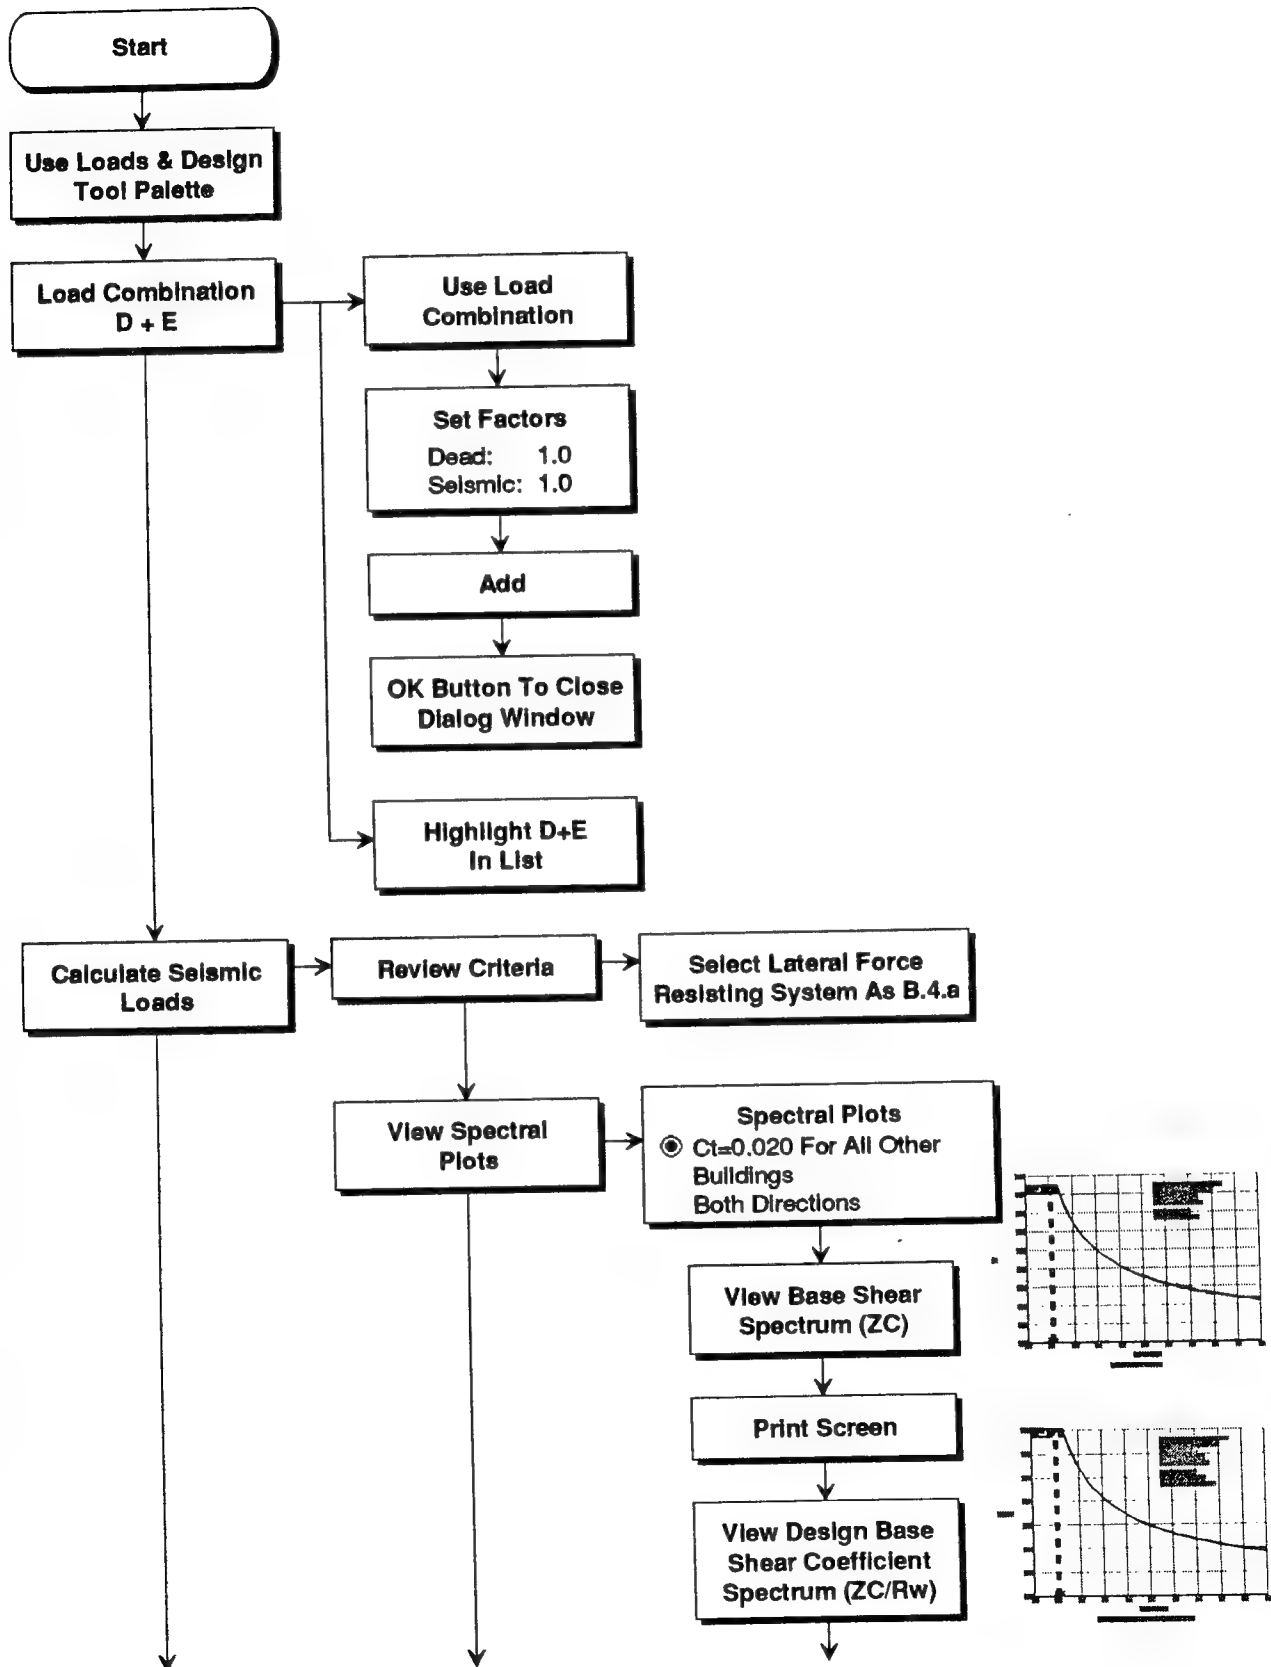 Start
Use Loads & Design
Tool Palette
Load Combination
D + E
Use Load
Combination
Set Factors
Dead: 1.0
Seismic: 1.0
Add
OK Button To Close
Dialog Window
Highlight D+E
In List
Calculate Seismic
Loads
Review Criteria
Select Lateral Force
Resisting System As B.4.a
View Spectral
Plots
Spectral Plots
Ct=0.020 For All Other
Buildings
Both Directions
View Base Shear
Spectrum (ZC)
Print Screen
View Design Base
Shear Coefficient
Spectrum (ZC/Rw)